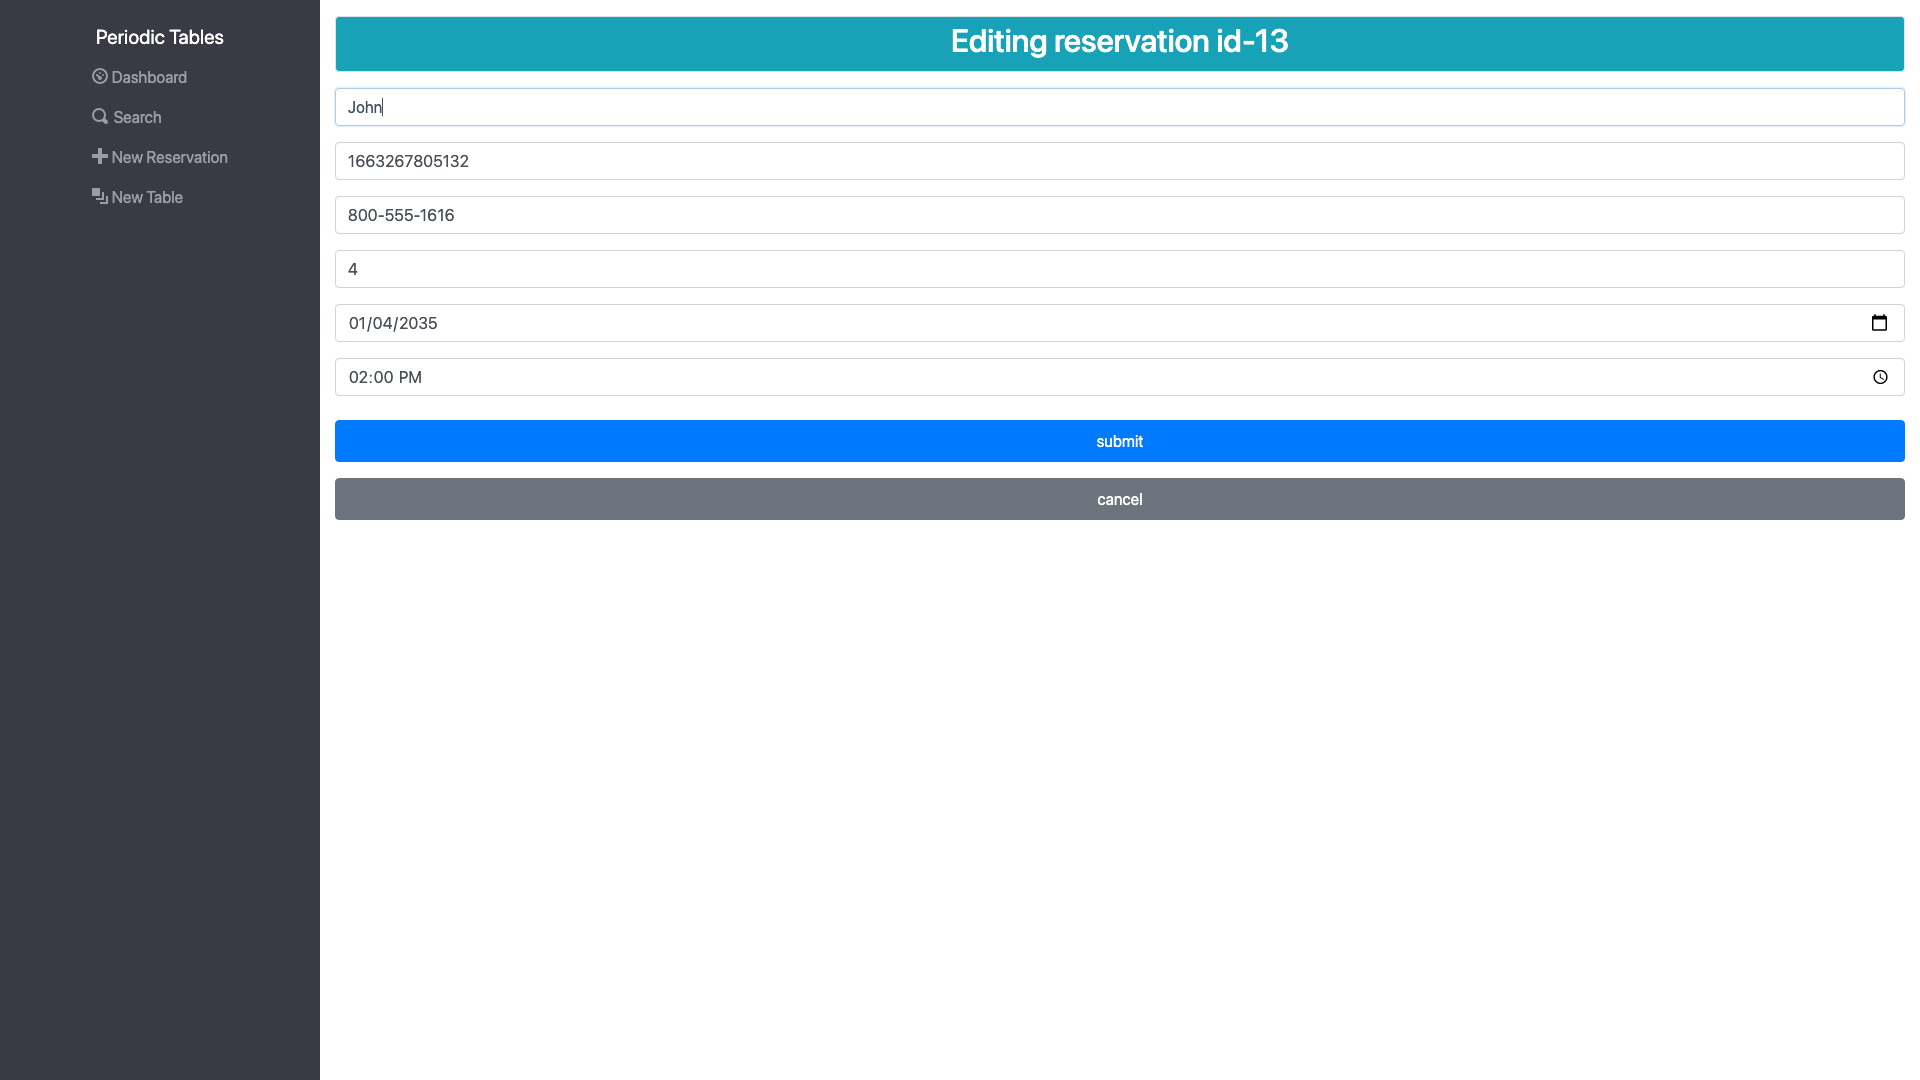 Periodic Tables
Dashboard
Search
New Reservation
New Table
Editing reservation id-13
John
1663267805132
800-555-1616
4
01/04/2035
02:00 PM
submit
cancel